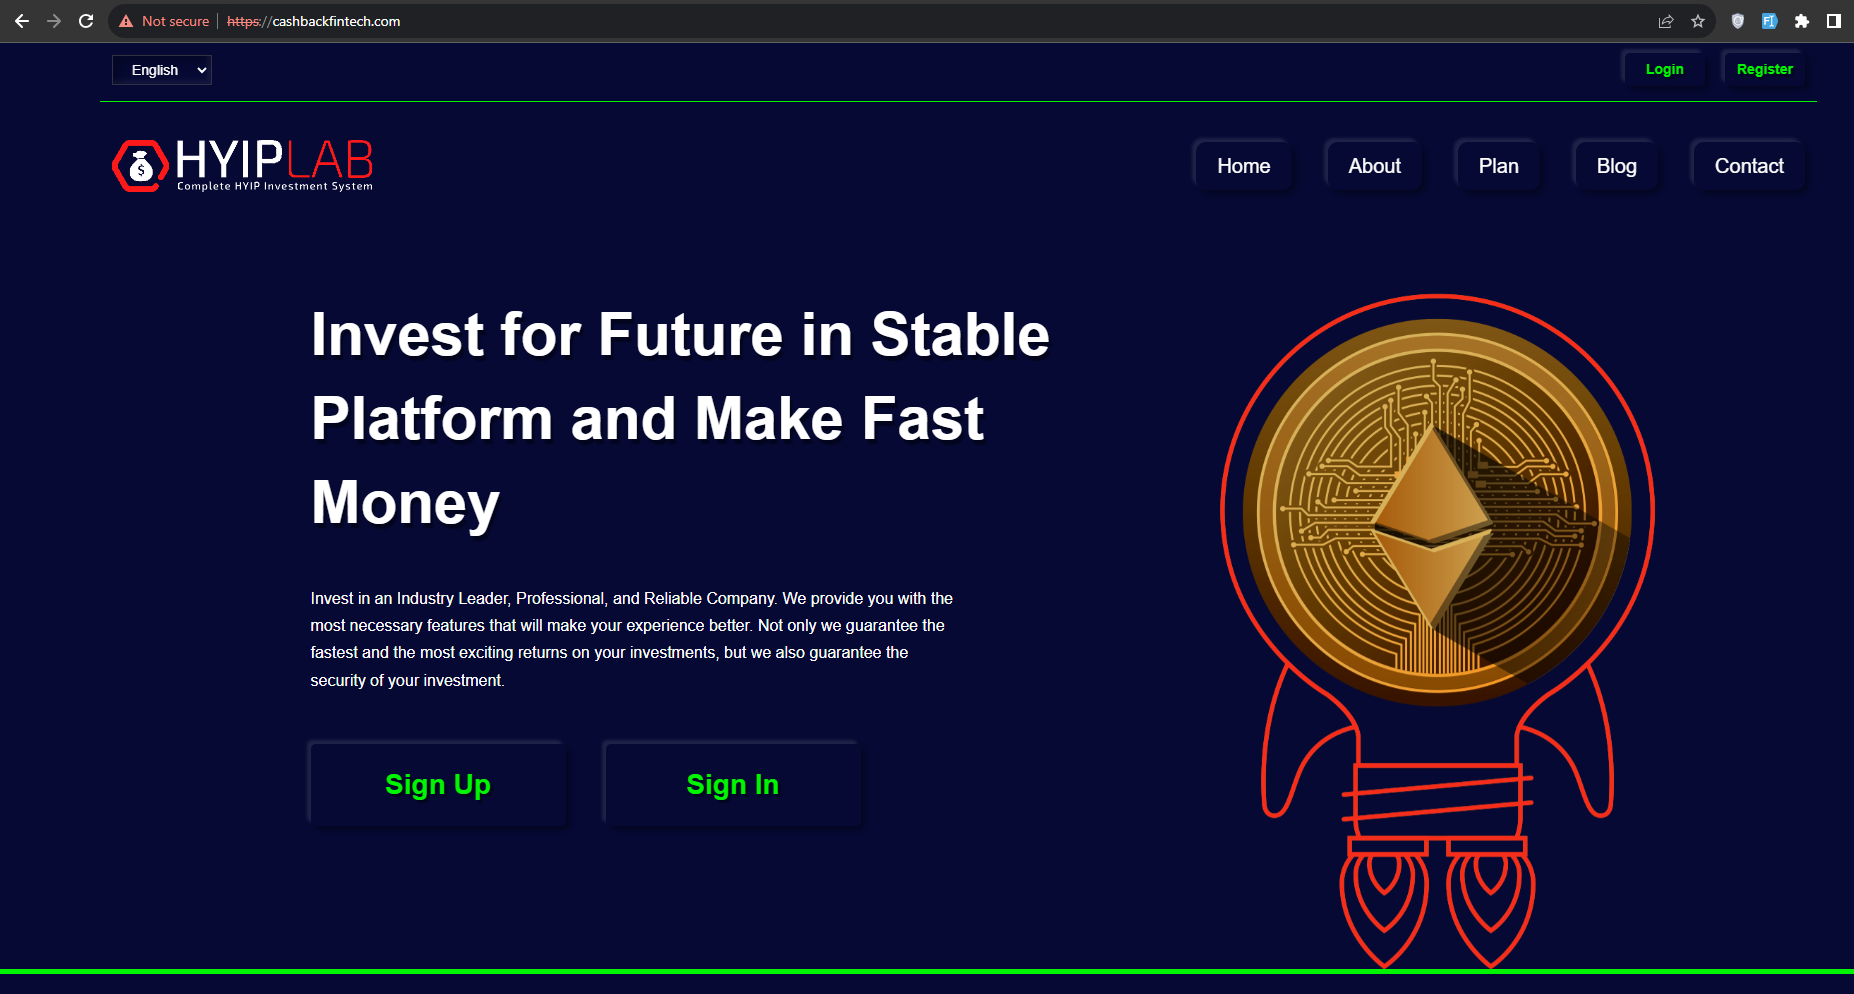 Not secure | https://cashbackfintech.com
English
Login
Register
HYIPLAB
Complete HYIP Investment System
Home
About
Plan
Blog
Contact
Invest for Future in Stable
Platform and Make Fast
Money
Invest in an Industry Leader, Professional, and Reliable Company. We provide you with the
most necessary features that will make your experience better. Not only we guarantee the
fastest and the most exciting returns on your investments, but we also guarantee the
security of your investment.
Sign Up
Sign In